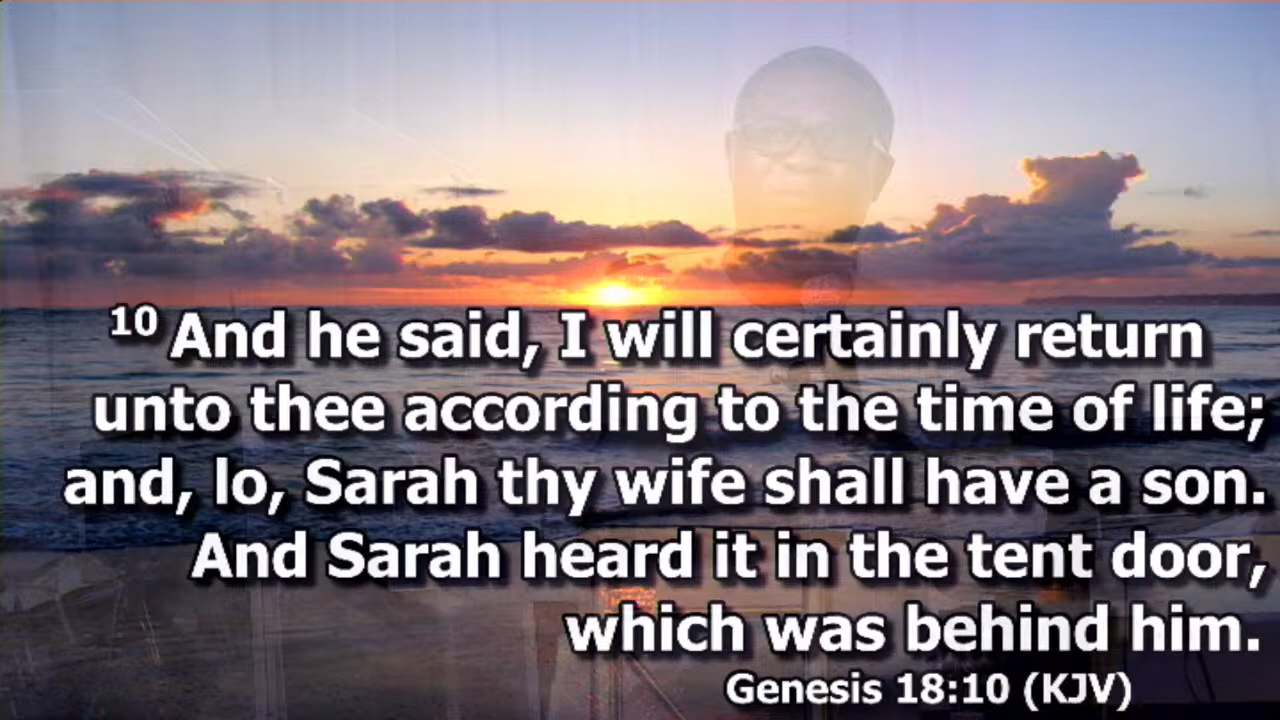 10 And he said, I will certainly return
unto thee according to the time of life;
and, lo, Sarah thy wife shall have a son.
And Sarah heard it in the tent door,
which was behind him.
Genesis 18:10 (KJV)